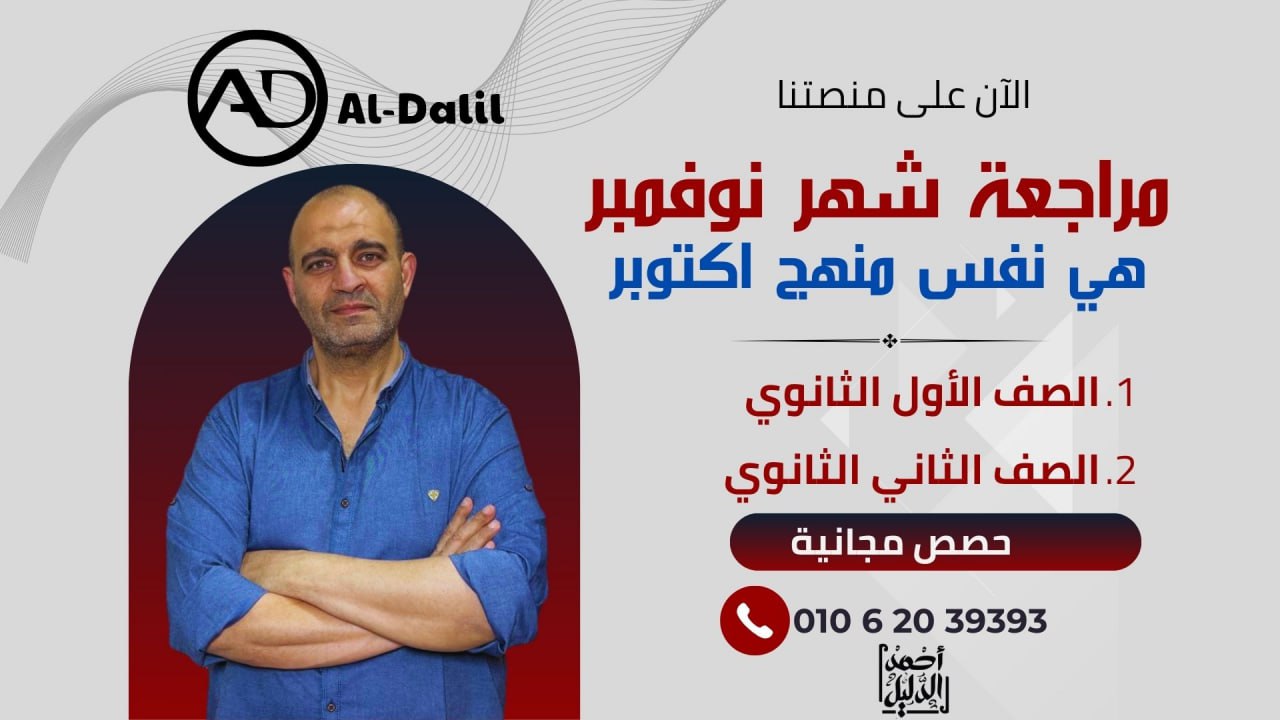 AD Al-Dalil
الآن على منصتنا
مراجعة شهر نوفمبر
هي نفس منهج اكتوبر
1. الصف الأول الثانوي
2. الصف الثاني الثانوي
حصص مجانية
010 6 20 39393
أحمد
الدليل